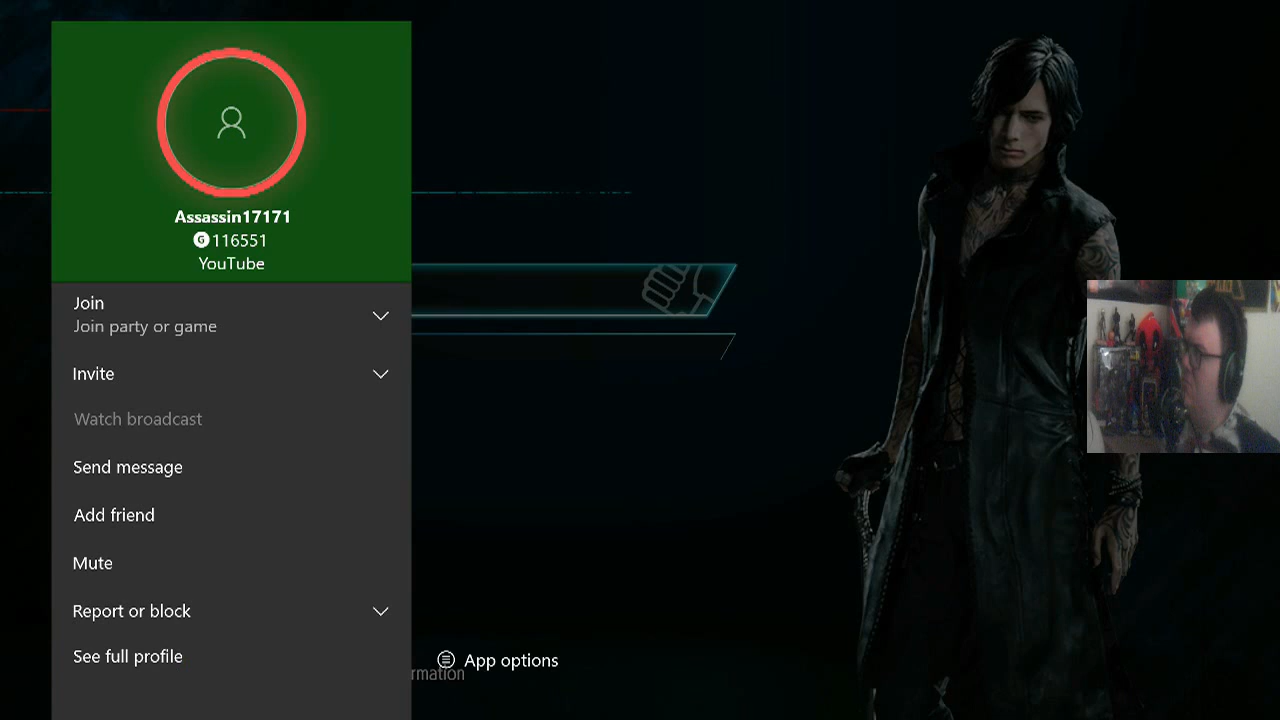 Assassin17171
G 116551
YouTube
Join
Join party or game
Invite
Watch broadcast
Send message
Add friend
Mute
Report or block
See full profile
App options
rmation